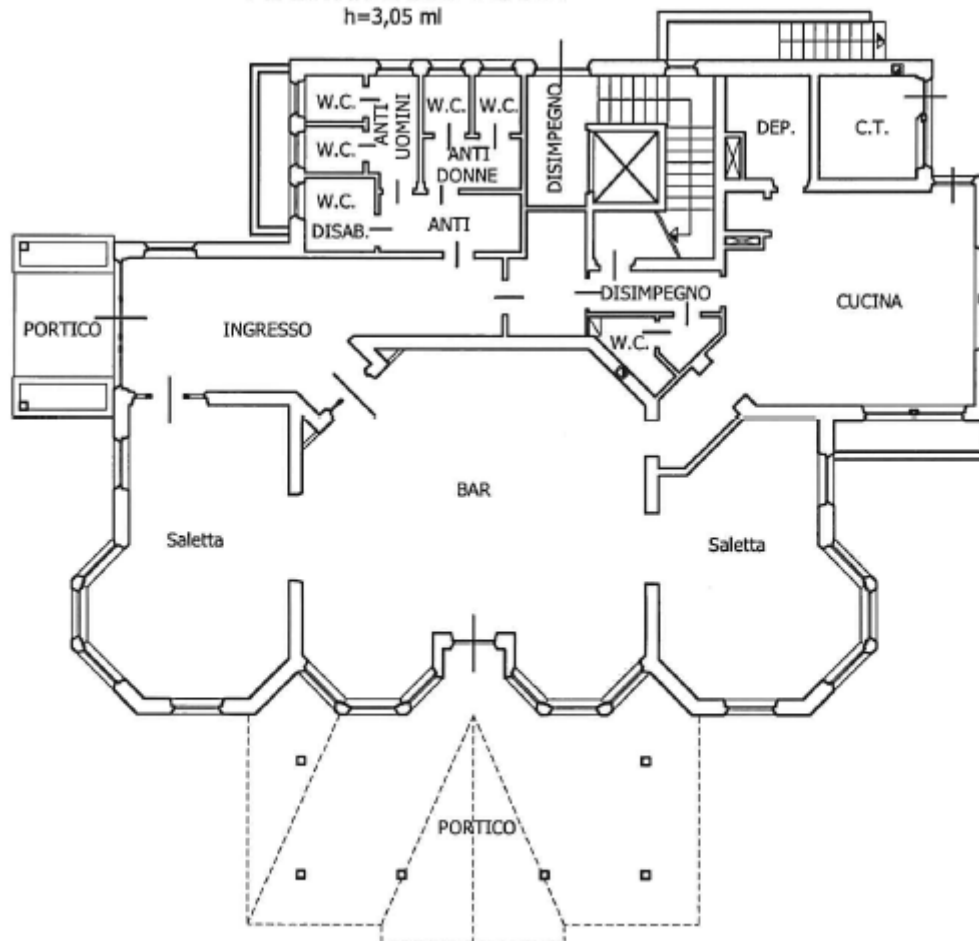 h=3,05 ml
W.C.
ANTI
UOMINI
W.C.
W.C.
W.C.
ANTI
DONNE
W.C.
DISAB.
ANTI
DISIMPEGNO
DEP.
C.T.
PORTICO
INGRESSO
DISIMPEGNO
CUCINA
W.C.
BAR
Saletta
Saletta
PORTICO